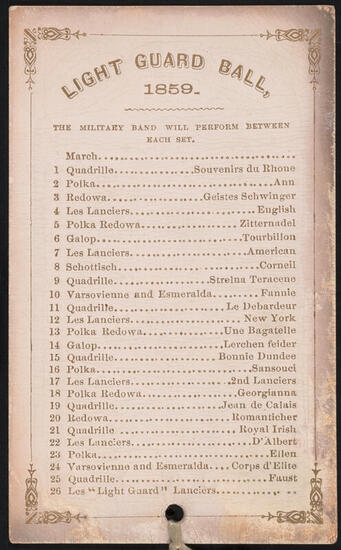 LIGHT GUARD BALL,
1859.
THE MILITARY BAND WILL PERFORM BETWEEN
EACH SET.
March
1 Quadrille Souvenirs du Rhone
2 Polka Ann
3 Redowa Geistes Schwinger
4 Les Lanciers English
5 Polka Redowa Zitternadel
6 Galop Tourbillon
7 Les Lanciers American
8 Schottisch Corneil
9 Quadrille Strelna Teracene
10 Varsovienne and Esmeralda Fannie
11 Quadrille Le Debardeur
12 Les Lanciers New York
13 Polka Redowa Une Bagatelle
14 Galop Lerchen feider
15 Quadrille Bonnie Dundee
16 Polka Sansouci
17 Les Lanciers 2nd Lanciers
18 Polka Redowa Georgianna
19 Quadrille Jean de Calais
20 Redowa Romanticher
21 Quadrille Royal Irish
22 Les Lanciers D'Albert
23 Polka Eilen
24 Varsovienne and Esmeralda Corps d'Elite
25 Quadrille Faust
26 Les "Light Guard" Lanciers